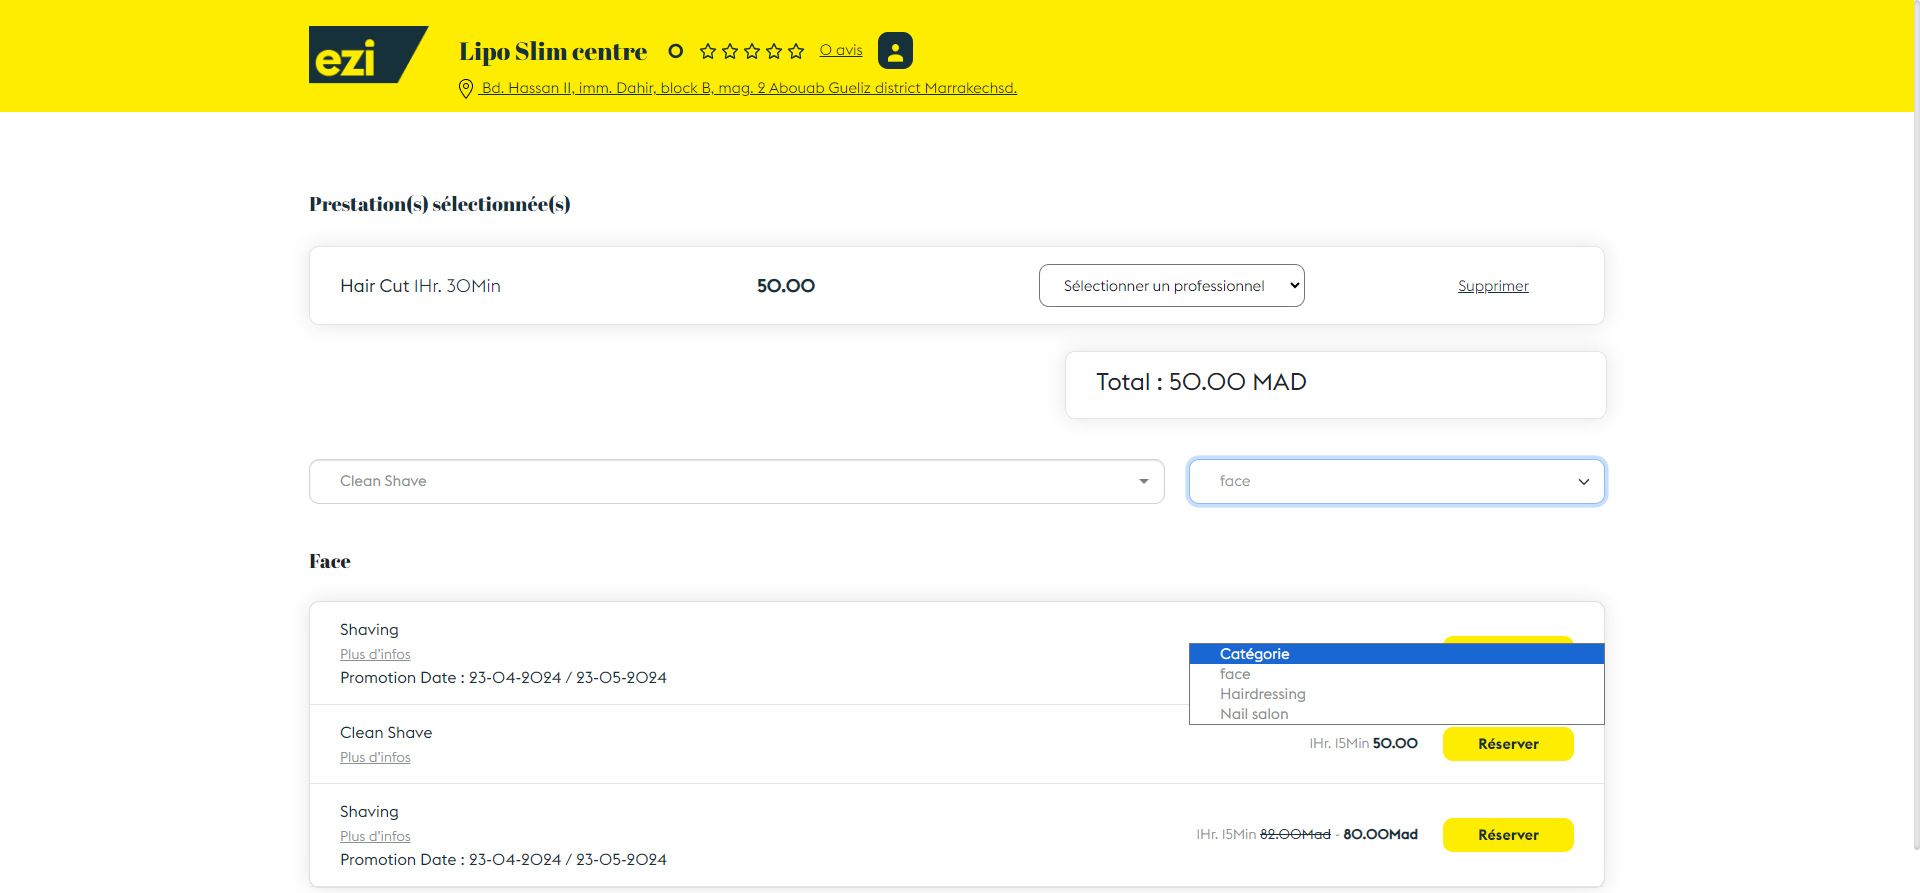 ezi
Lipo Slim centre 0 0 avis
Bd. Hassan II, imm. Dahir, block B, mag. 2 Abouab Gueliz district Marrakechsd.
Prestation(s) sélectionnée(s)
Hair Cut 1Hr. 30Min 50.00 Sélectionner un professionnel Supprimer
Total : 50.00 MAD
Clean Shave face
Face
Shaving
Plus d'infos
Promotion Date : 23-04-2024 / 23-05-2024
Catégorie
face
Hairdressing
Nail salon
Clean Shave
Plus d'infos
1Hr. 15Min 50.00 Réserver
Shaving
Plus d'infos
Promotion Date : 23-04-2024 / 23-05-2024
1Hr. 15Min 82.00Mad - 80.00Mad Réserver